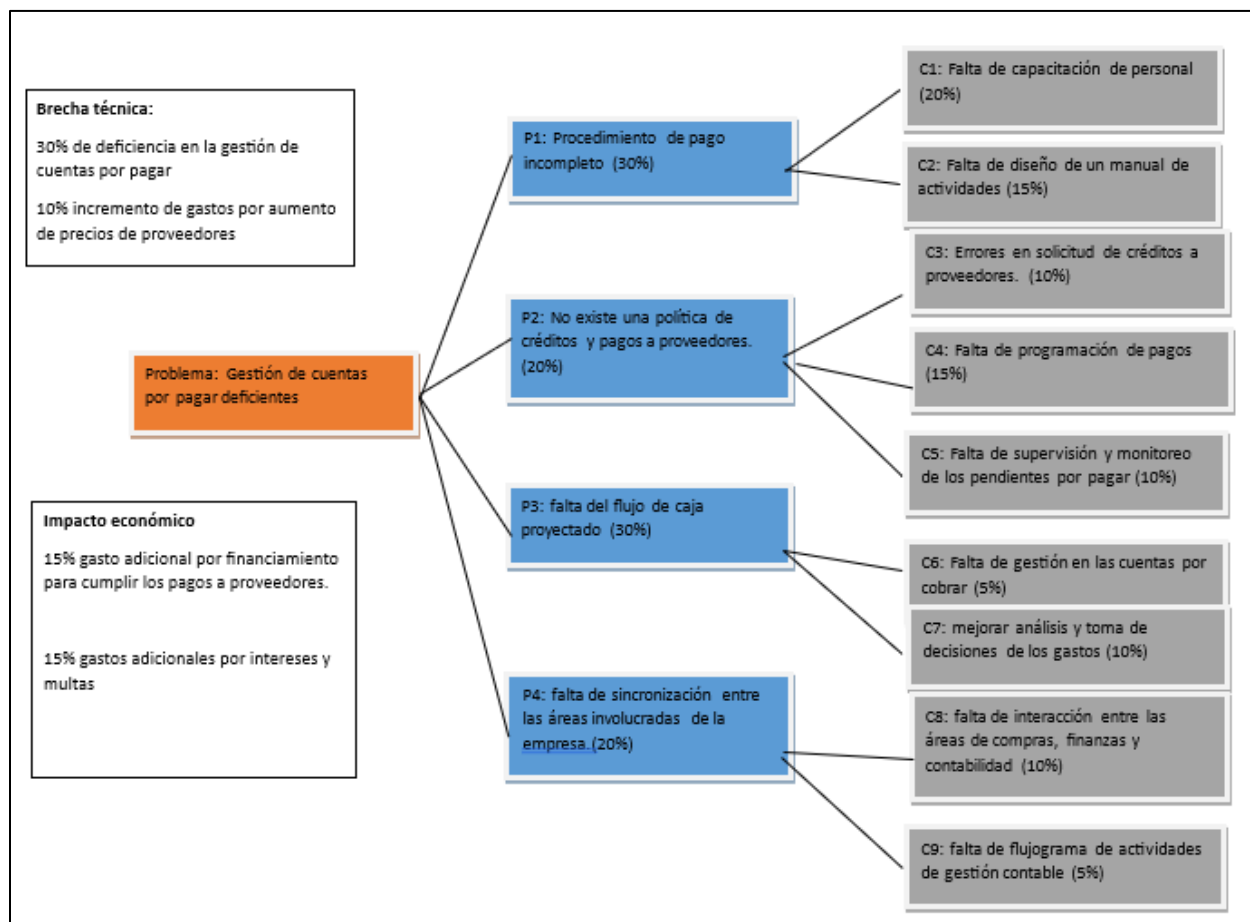 Brecha técnica:
30% de deficiencia en la gestión de
cuentas por pagar
10% incremento de gastos por aumento
de precios de proveedores
Problema: Gestión de cuentas
por pagar deficientes
Impacto económico
15% gasto adicional por financiamiento
para cumplir los pagos a proveedores.
15% gastos adicionales por intereses y
multas
P1: Procedimiento de pago
incompleto (30%)
P2: No existe una política de
créditos y pagos a proveedores.
(20%)
P3: falta del flujo de caja
proyectado (30%)
P4: falta de sincronización entre
las áreas involucradas de la
empresa.(20%)
C1: Falta de capacitación de personal
(20%)
C2: Falta de diseño de un manual de
actividades (15%)
C3: Errores en solicitud de créditos a
proveedores. (10%)
C4: Falta de programación de pagos
(15%)
C5: Falta de supervisión y monitoreo
de los pendientes por pagar (10%)
C6: Falta de gestión en las cuentas por
cobrar (5%)
C7: mejorar análisis y toma de
decisiones de los gastos (10%)
C8: falta de interacción entre las
áreas de compras, finanzas y
contabilidad (10%)
C9: falta de flujograma de actividades
de gestión contable (5%)